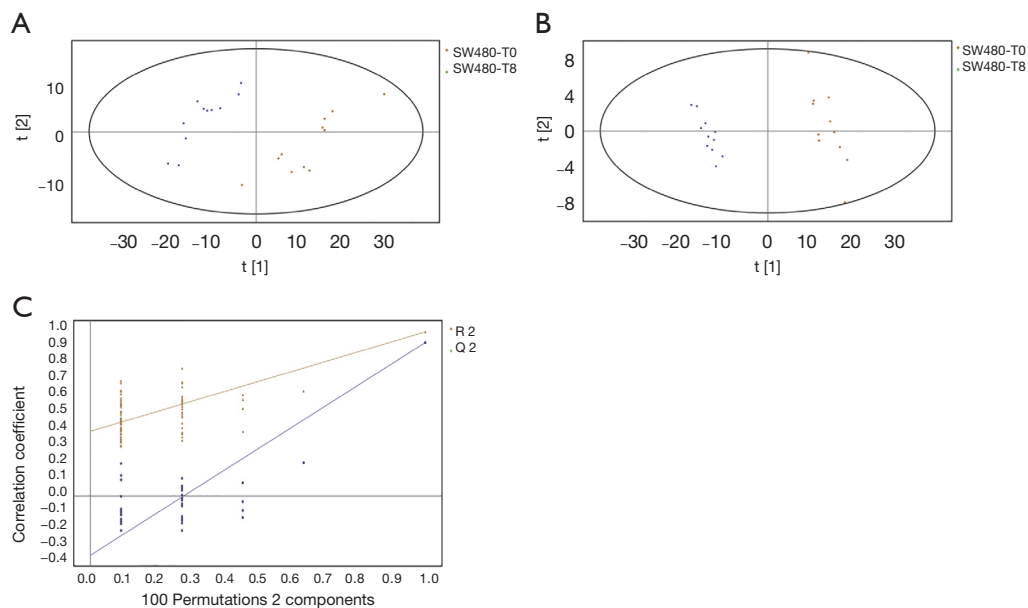 A
10
0
−10
t [2]
−30 −20 −10 0 10 20 30
t [1]
SW480-T0
SW480-T8
B
8
4
0
−4
−8
t [2]
−30 −20 −10 0 10 20 30
t [1]
SW480-T0
SW480-T8
C
1.0
0.9
0.8
0.7
0.6
0.5
0.4
0.3
0.2
0.1
0.0
−0.1
−0.2
−0.3
−0.4
Correlation coefficient
0.0 0.1 0.2 0.3 0.4 0.5 0.6 0.7 0.8 0.9 1.0
100 Permutations 2 components
R 2
Q 2